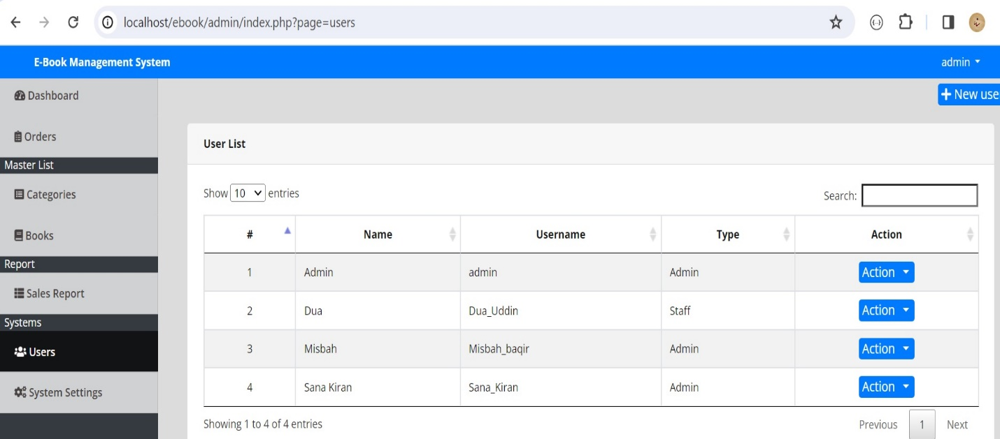 localhost/ebook/admin/index.php?page=users
E-Book Management System admin
Dashboard
+ New use
Orders
User List
Master List
Show 10 entries Search:
Categories
# Name Username Type Action
Books
Report
1 Admin admin Admin Action
Sales Report
2 Dua Dua_Uddin Staff Action
Systems
3 Misbah Misbah_baqir Admin Action
Users
4 Sana Kiran Sana_Kiran Admin Action
System Settings
Showing 1 to 4 of 4 entries Previous 1 Next